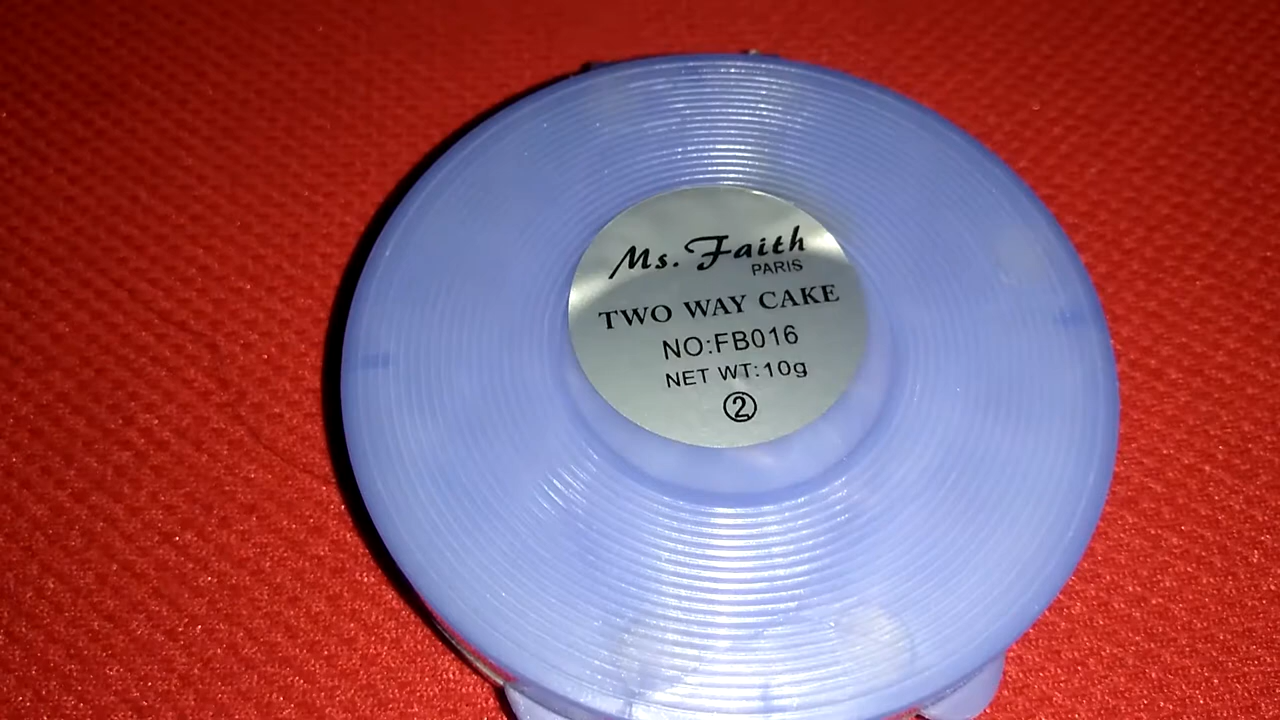 Ms. Faith
PARIS
TWO WAY CAKE
NO:FB016
NET WT:10g
②